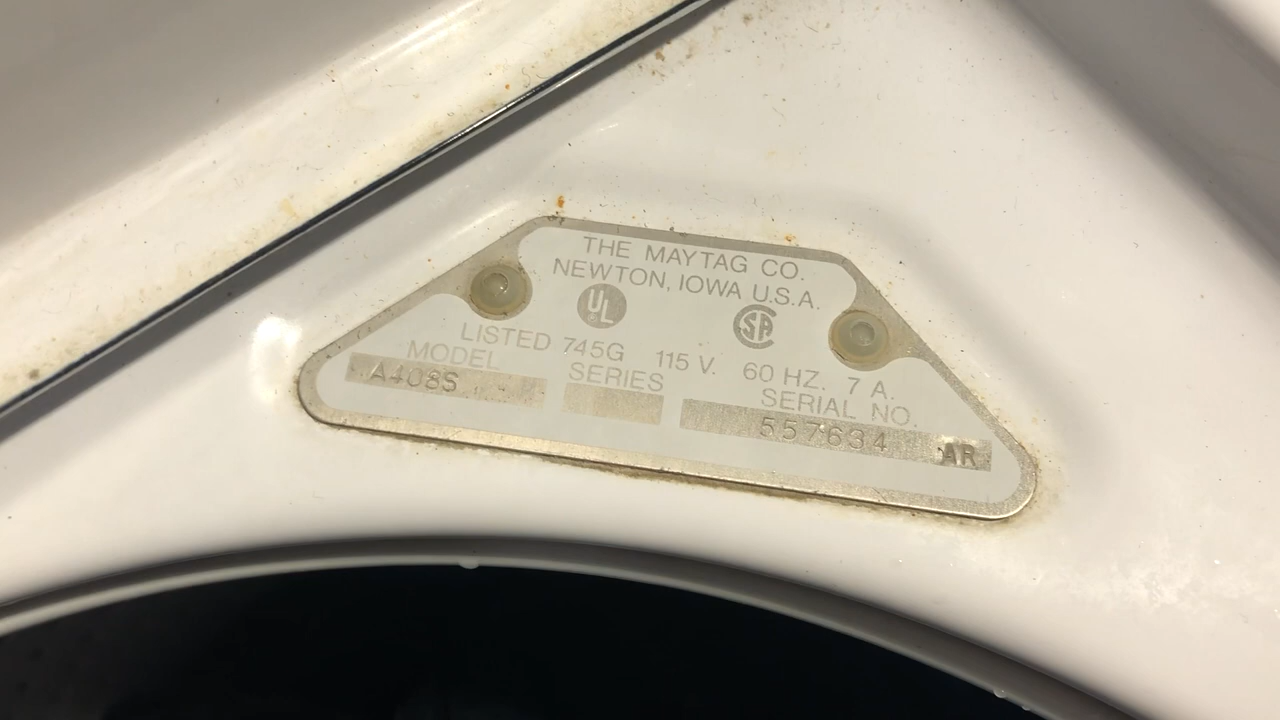 THE MAYTAG CO.
NEWTON, IOWA U.S.A.
UL SA
LISTED 745G 115 V. 60 HZ. 7 A.
MODEL SERIES SERIAL NO.
A408S 557634 AR